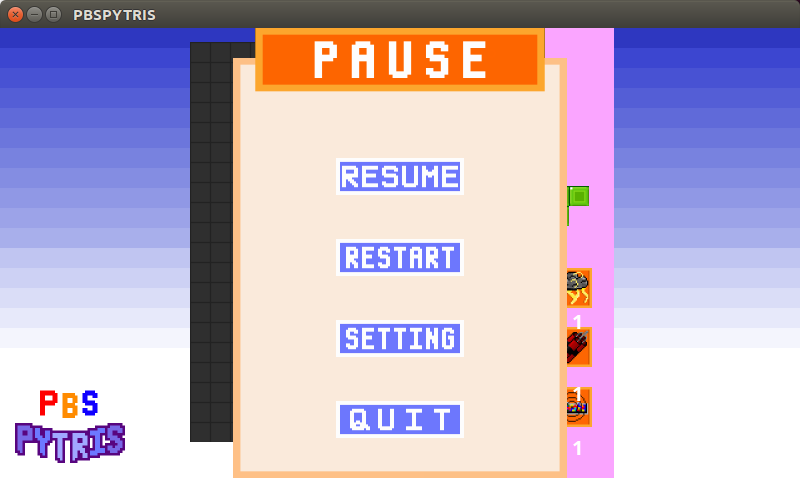 PBSPYTRIS
PAUSE
RESUME
RESTART
SETTING
QUIT
1
1
1
PBS
PYTRIS